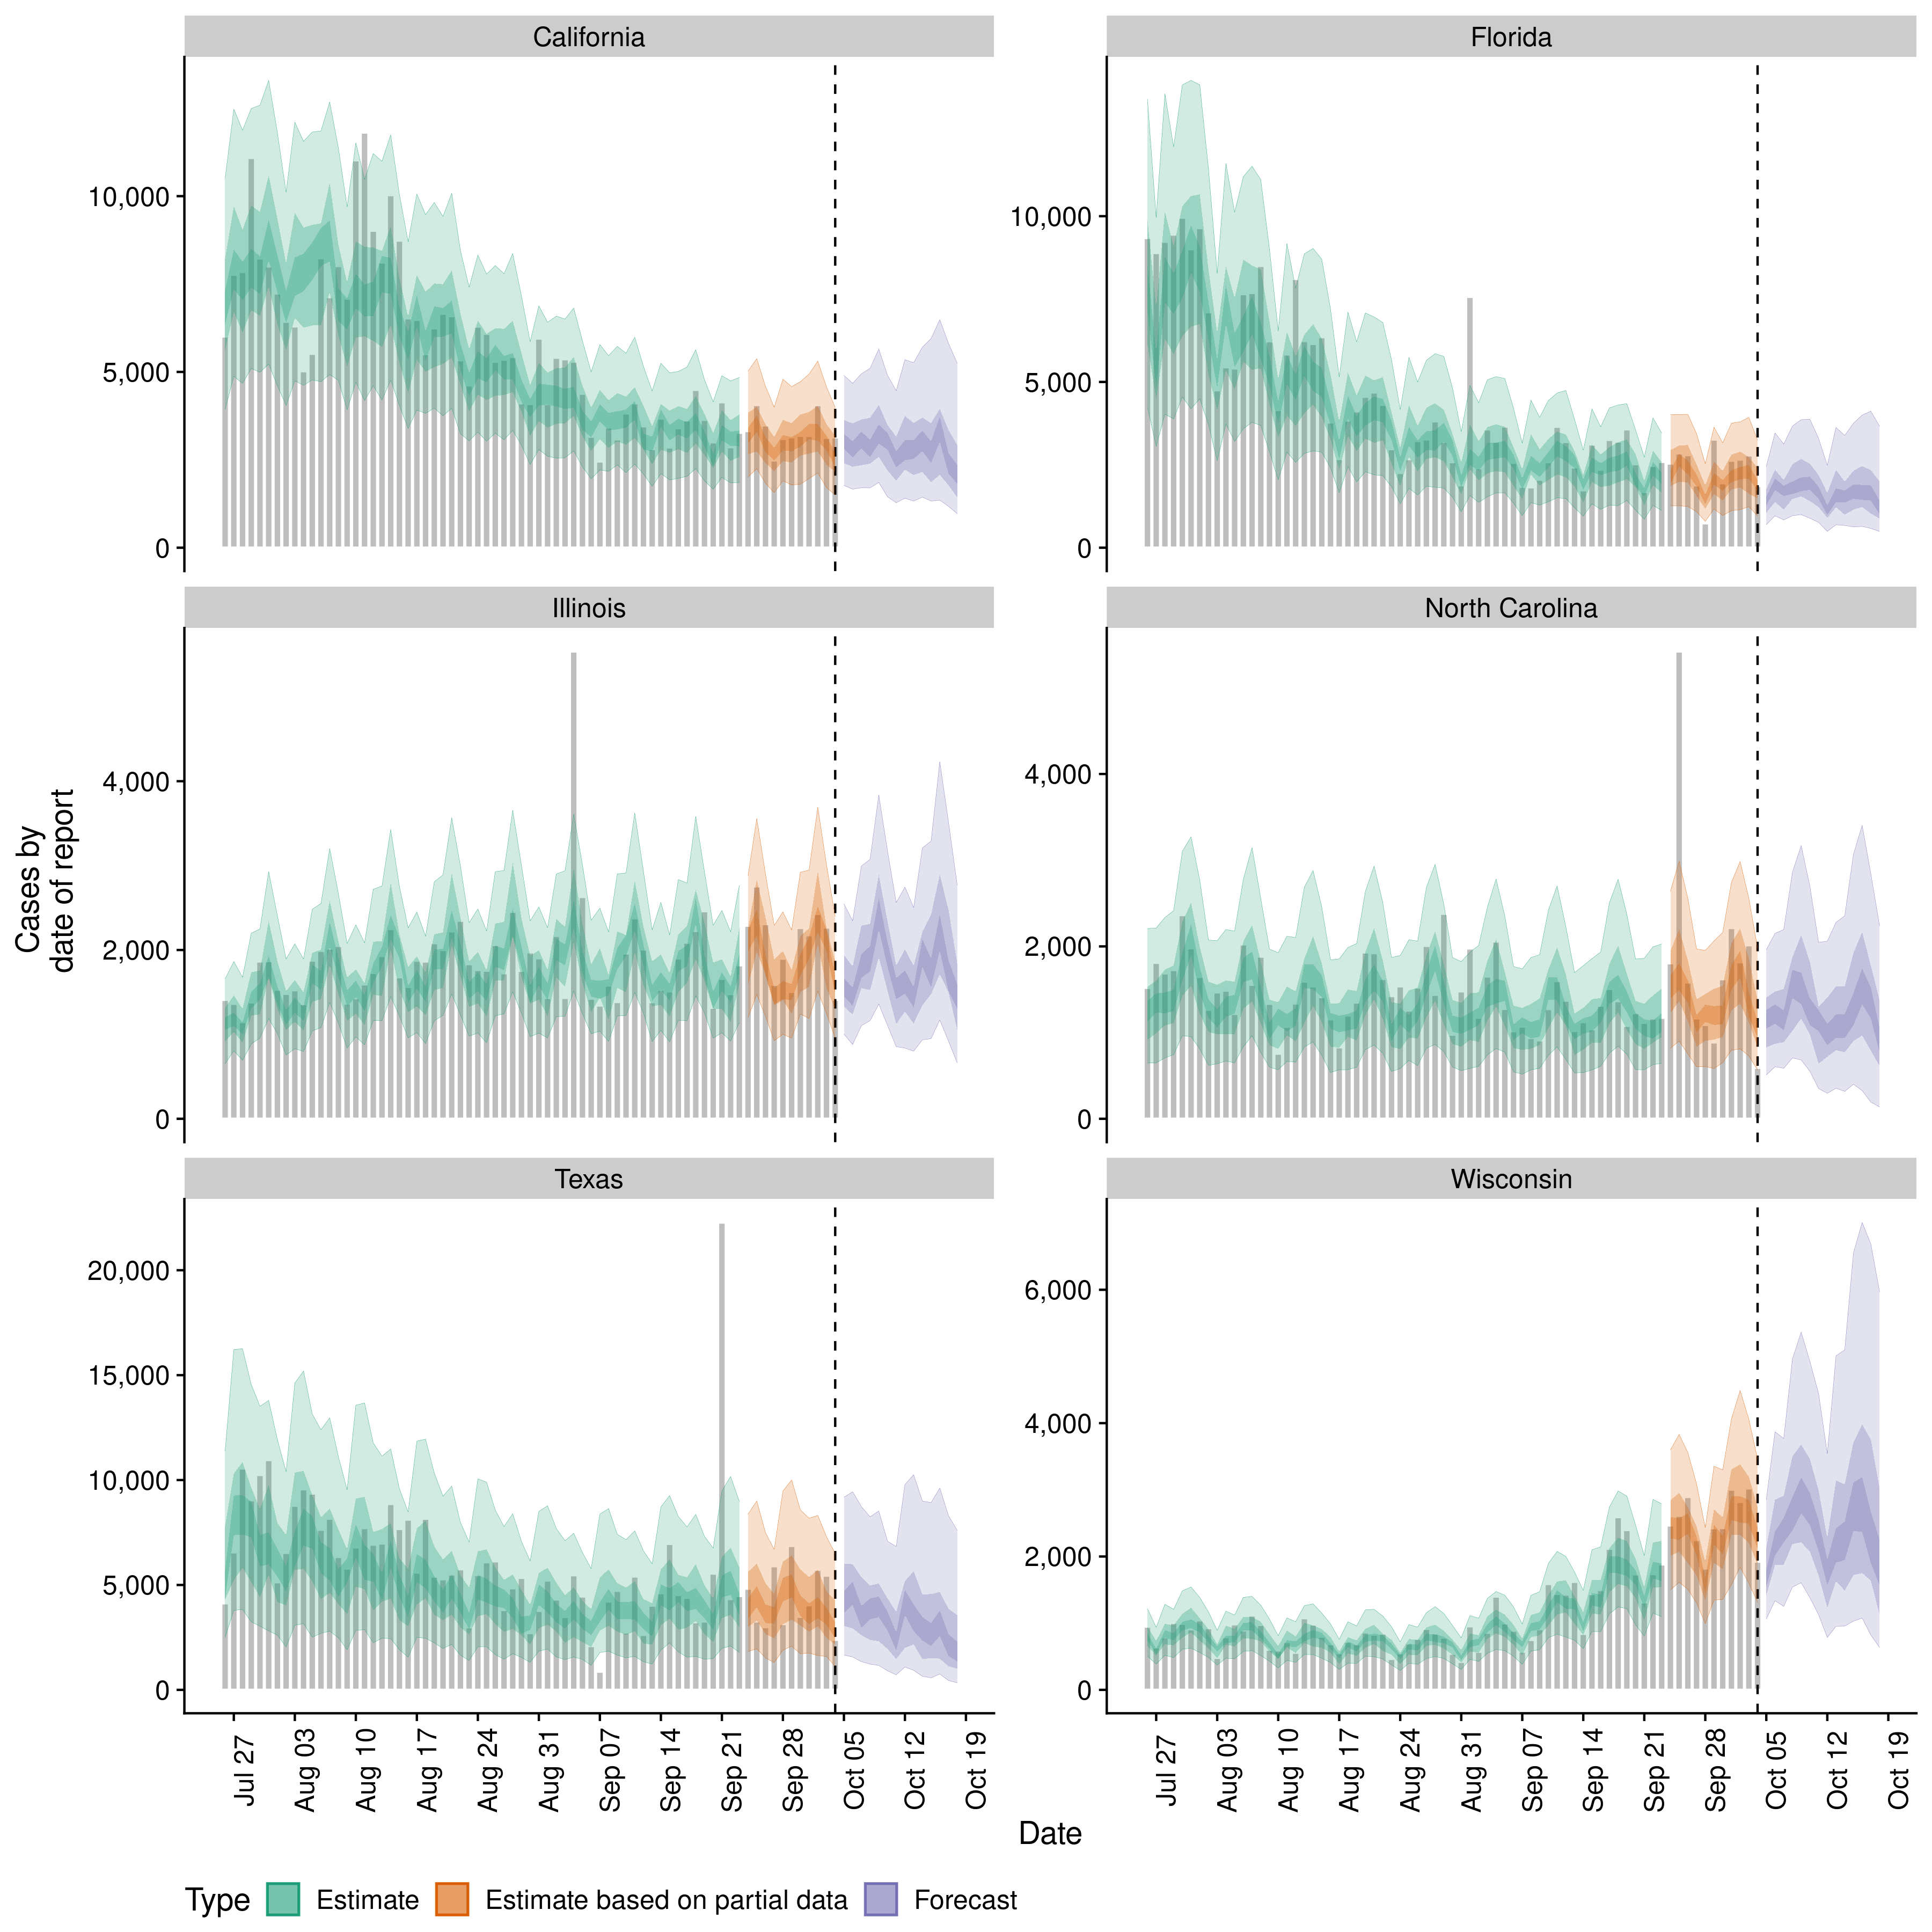 California
Florida
10,000
5,000
0
10,000
5,000
0
Illinois
North Carolina
4,000
2,000
0
4,000
2,000
0
Texas
Wisconsin
20,000
15,000
10,000
5,000
0
6,000
4,000
2,000
0
Cases by
date of report
Jul 27
Aug 03
Aug 10
Aug 17
Aug 24
Aug 31
Sep 07
Sep 14
Sep 21
Sep 28
Oct 05
Oct 12
Oct 19
Jul 27
Aug 03
Aug 10
Aug 17
Aug 24
Aug 31
Sep 07
Sep 14
Sep 21
Sep 28
Oct 05
Oct 12
Oct 19
Date
Type Estimate Estimate based on partial data Forecast